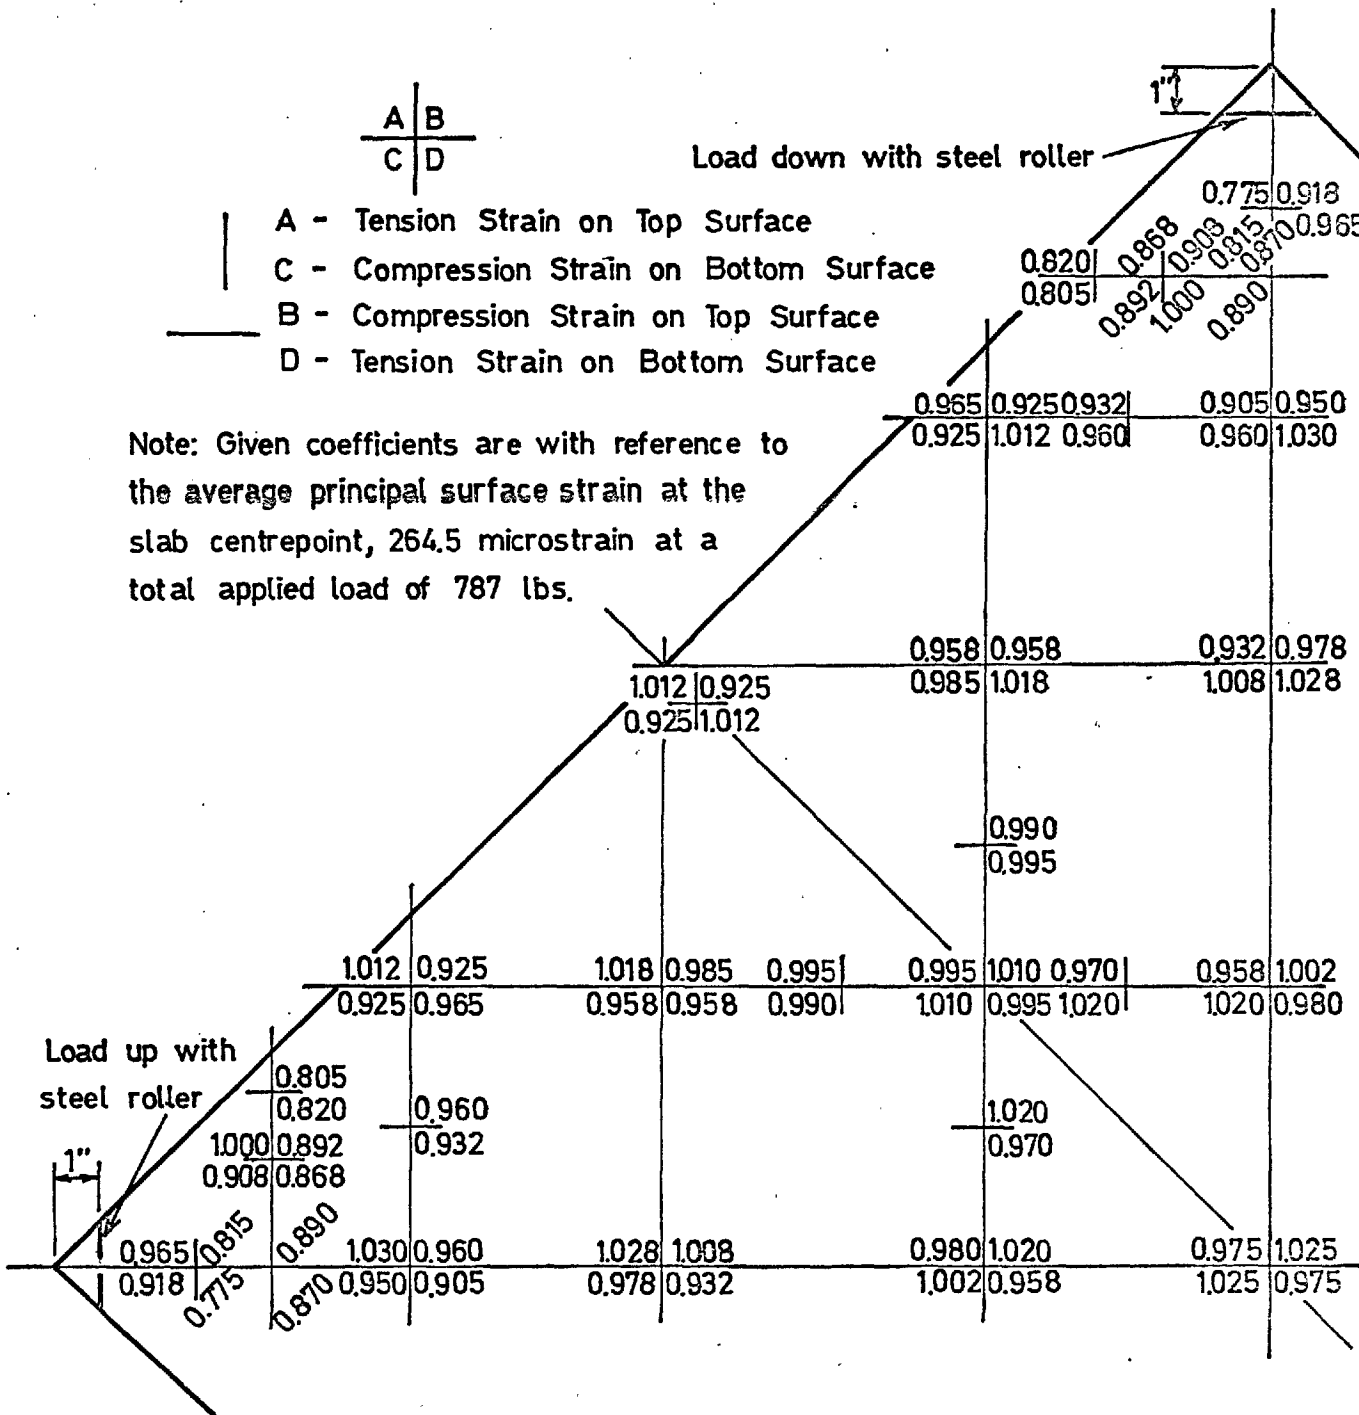 A B
C D
1"
Load down with steel roller
A - Tension Strain on Top Surface
C - Compression Strain on Bottom Surface
B - Compression Strain on Top Surface
D - Tension Strain on Bottom Surface
0.775 0.918
0.965
0.820 0.868 0.908 0.815 0.870
0.805 0.892 1.000 0.890
Note: Given coefficients are with reference to
the average principal surface strain at the
slab centrepoint, 264.5 microstrain at a
total applied load of 787 lbs.
0.965 0.925 0.932 0.905 0.950
0.925 1.012 0.960 0.960 1.030
0.958 0.958 0.932 0.978
0.985 1.018 1.008 1.028
1.012 0.925
0.925 1.012
0.990
0.995
1.012 0.925 1.018 0.985 0.995 0.995 1.010 0.970 0.958 1.002
0.925 0.965 0.958 0.958 0.990 1.010 0.995 1.020 1.020 0.980
Load up with
steel roller
0.805
0.820
0.960
0.932
1.020
0.970
1.000 0.892
0.908 0.868
1"
0.965 0.815 0.890 1.030 0.960 1.028 1.008 0.980 1.020 0.975 1.025
0.918 0.775 0.870 0.950 0.905 0.978 0.932 1.002 0.958 1.025 0.975